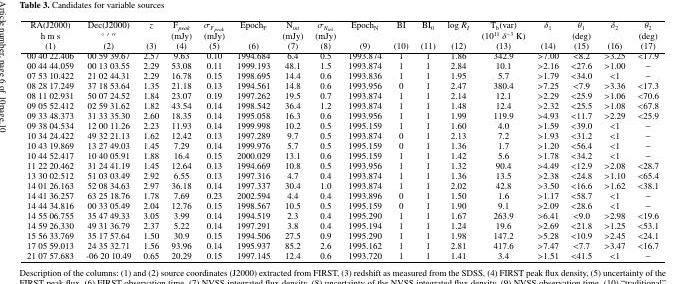 Table 3. Candidates for variable sources
RA(J2000) Dec(J2000) z F_peak σ_Fpeak Epoch_F N_int σ_Nint Epoch_N BI BI_0 log R_I T_b(var) δ_1 θ_1 δ_2 θ_2
h m s ° ′ ″ (mJy) (mJy) (mJy) (mJy) (10^11 δ^-3 K) (deg) (deg)
(1) (2) (3) (4) (5) (6) (7) (8) (9) (10) (11) (12) (13) (14) (15) (16) (17)
00 40 22.406 00 59 39.67 2.57 9.63 0.10 1994.684 6.4 0.5 1993.874 1 1 1.86 342.9 >7.00 <8.2 >3.25 <17.9
00 44 44.059 00 13 03.55 2.29 53.08 0.11 1999.193 48.1 1.5 1993.874 1 1 2.84 10.1 >2.16 <27.6 >1.00 –
07 53 10.422 21 02 44.31 2.29 16.78 0.15 1998.695 14.4 0.6 1993.836 1 1 1.95 5.7 >1.79 <34.0 <1 –
08 28 17.249 37 18 53.64 1.35 21.18 0.13 1994.561 14.8 0.6 1993.956 0 1 2.47 380.4 >7.25 <7.9 >3.36 <17.3
08 11 02.931 50 07 24.52 1.84 23.07 0.19 1997.262 19.5 0.7 1993.874 1 1 2.14 12.1 >2.29 <25.9 >1.06 <70.6
09 05 52.412 02 59 31.62 1.82 43.54 0.14 1998.542 36.4 1.2 1993.874 1 1 1.48 12.4 >2.32 <25.5 >1.08 <67.8
09 33 48.373 31 33 35.30 2.60 18.35 0.14 1995.058 16.3 0.6 1993.956 1 1 1.99 119.9 >4.93 <11.7 >2.29 <25.9
09 38 04.534 12 00 11.26 2.23 11.93 0.14 1999.998 10.2 0.5 1995.159 1 1 1.60 4.0 >1.59 <39.0 <1 –
10 34 24.422 49 32 21.13 1.62 12.42 0.13 1997.289 9.7 0.5 1993.874 0 1 2.13 7.2 >1.93 <31.2 <1 –
10 43 19.869 13 27 49.03 1.45 7.29 0.14 1999.976 5.7 0.5 1995.159 0 1 1.36 1.7 >1.20 <56.4 <1 –
10 44 52.417 10 40 05.91 1.88 16.4 0.15 2000.029 13.1 0.6 1995.159 1 1 1.42 5.6 >1.78 <34.2 <1 –
11 22 20.462 31 24 41.19 1.45 12.64 0.13 1994.669 10.8 0.5 1993.956 1 1 1.32 90.4 >4.49 <12.9 >2.08 <28.7
13 30 02.512 51 03 03.49 2.92 6.55 0.13 1997.316 4.7 0.4 1993.874 1 1 1.36 13.5 >2.38 <24.8 >1.10 <65.4
14 01 26.163 52 08 34.63 2.97 36.18 0.14 1997.337 30.4 1.0 1993.874 1 1 2.02 42.8 >3.50 <16.6 >1.62 <38.1
14 41 36.257 63 25 18.76 1.78 7.69 0.23 2002.594 4.4 0.4 1993.896 0 1 1.50 1.6 >1.17 <58.7 <1 –
14 44 34.816 00 33 05.49 2.04 12.76 0.15 1998.567 10.5 0.5 1995.159 0 1 1.90 9.1 >2.09 <28.6 <1 –
14 55 06.755 35 47 49.33 3.05 3.99 0.14 1994.519 2.3 0.4 1995.290 1 1 1.67 263.9 >6.41 <9.0 >2.98 <19.6
14 59 26.330 49 31 36.79 2.37 5.22 0.14 1997.291 3.8 0.4 1995.194 1 1 1.24 19.6 >2.69 <21.8 >1.25 <53.1
15 56 33.769 35 17 57.64 1.50 30.9 0.15 1994.506 27.5 0.9 1995.290 1 1 1.98 147.2 >5.28 <10.9 >2.45 <24.1
17 05 59.013 24 35 32.71 1.56 93.96 0.14 1995.937 85.2 2.6 1995.162 1 1 2.81 417.6 >7.47 <7.7 >3.47 <16.7
21 07 57.683 -06 20 10.49 0.65 20.29 0.15 1997.145 12.4 0.6 1993.720 1 1 1.41 3.4 >1.51 <41.5 <1 –
Description of the columns: (1) and (2) source coordinates (J2000) extracted from FIRST, (3) redshift as measured from the SDSS, (4) FIRST peak flux density, (5) uncertainty of the
FIRST peak flux, (6) FIRST observation time, (7) NVSS integrated flux density, (8) uncertainty of the NVSS integrated flux density, (9) NVSS observation time, (10) "traditional"
Article number, page 6 of 10